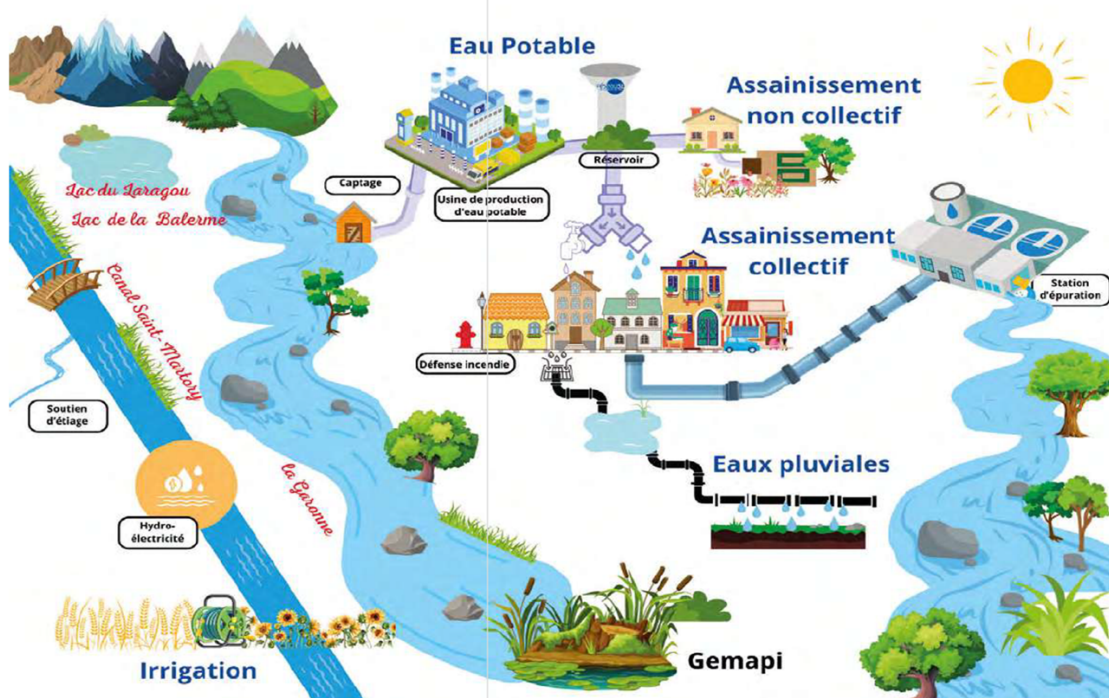 Eau Potable
Assainissement
non collectif
Réservoir
Captage
Usine de production
d'eau potable
Lac du Laragou
Lac de la Balerme
Assainissement
collectif
Station
d'épuration
Canal Saint-Martory
Défense incendie
Soutien
d'étiage
la Garonne
Eaux pluviales
Hydro-
électricité
Irrigation
Gemapi